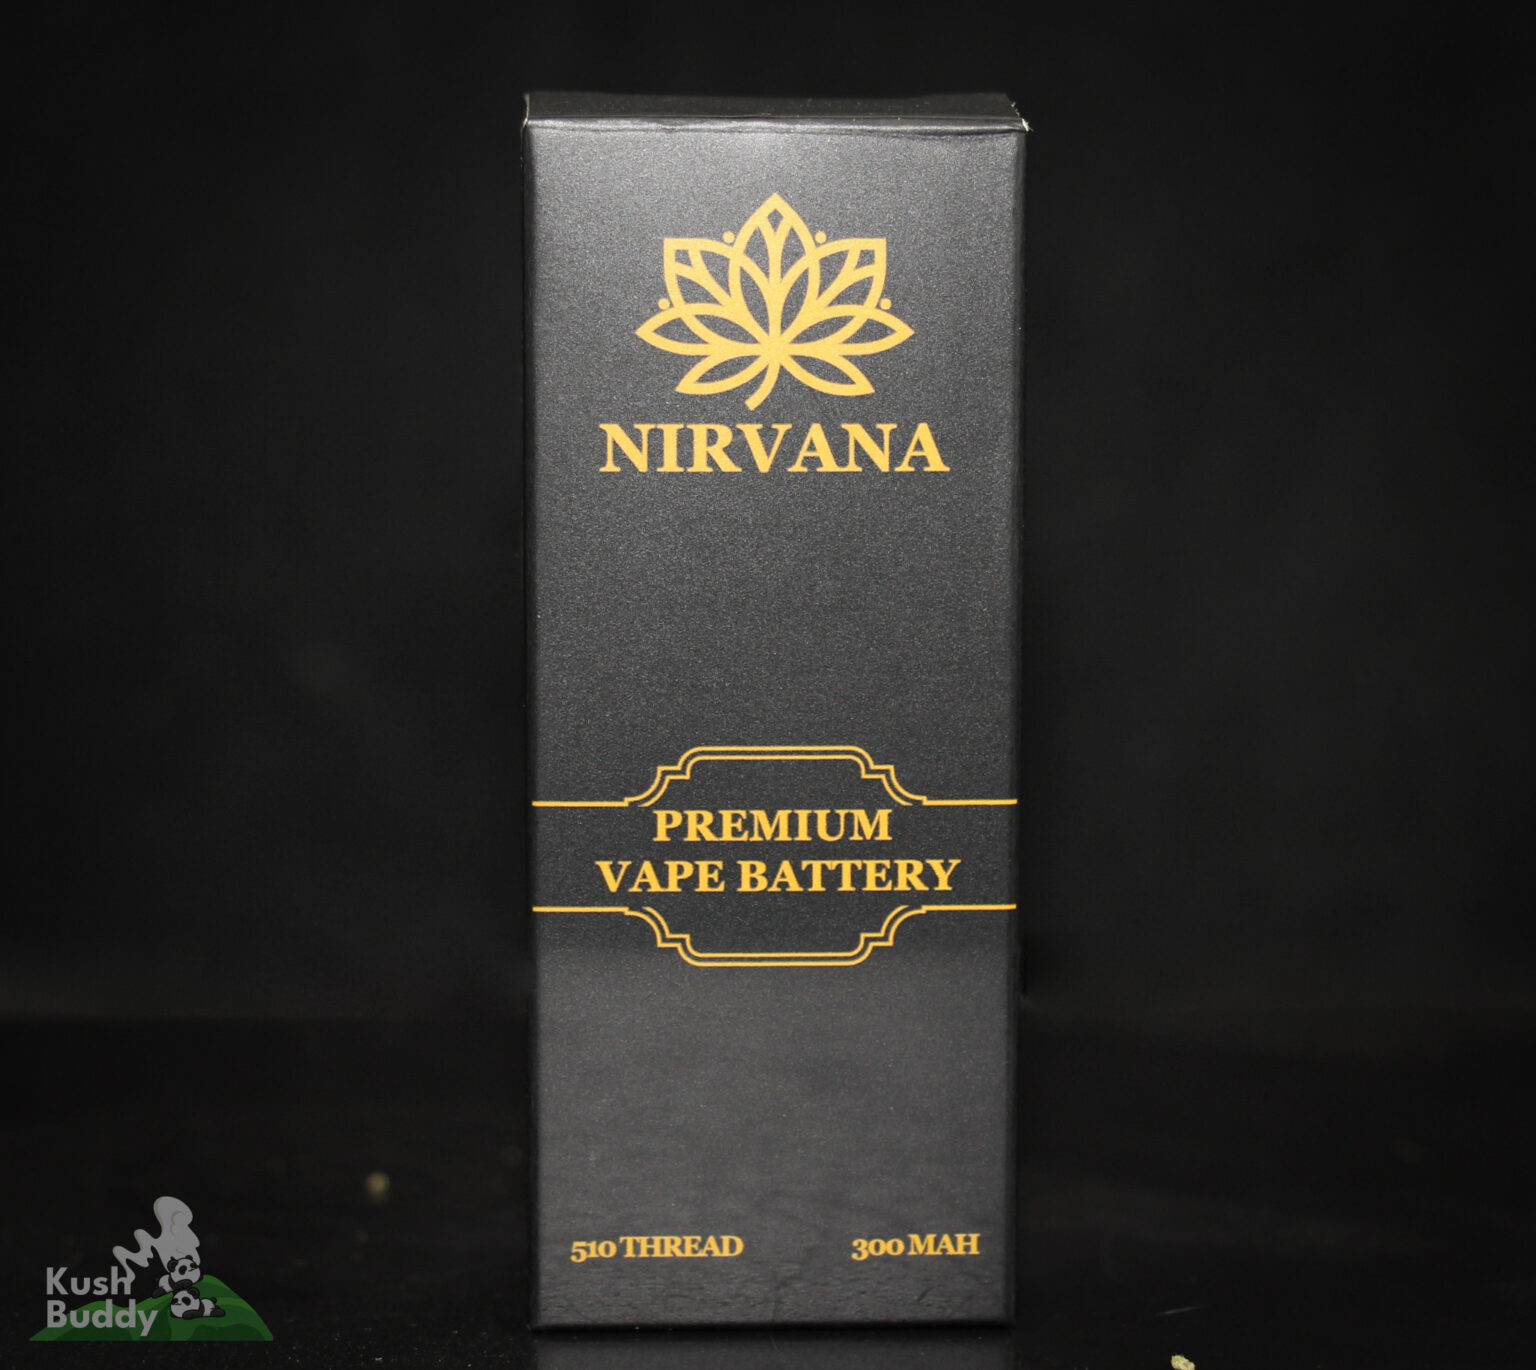 NIRVANA
PREMIUM
VAPE BATTERY
510 THREAD
300 MAH
Kush
Buddy